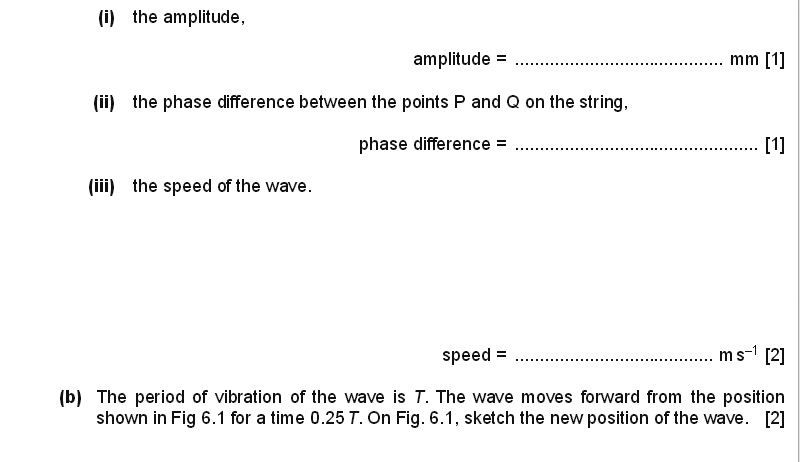 (i) the amplitude,
amplitude = .......................................... mm [1]
(ii) the phase difference between the points P and Q on the string,
phase difference = ................................................. [1]
(iii) the speed of the wave.
speed = ........................................ m s⁻¹ [2]
(b) The period of vibration of the wave is T. The wave moves forward from the position
shown in Fig 6.1 for a time 0.25 T. On Fig. 6.1, sketch the new position of the wave. [2]